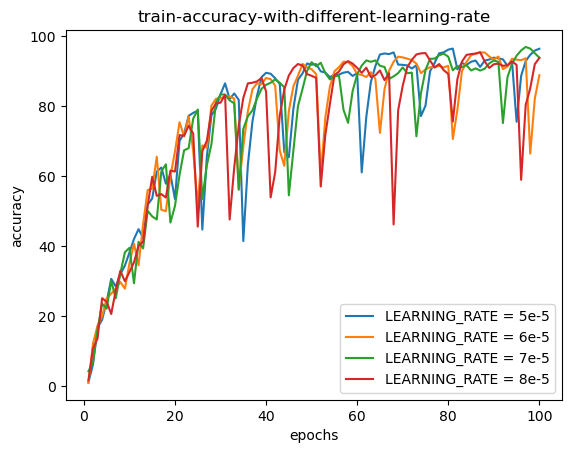 train-accuracy-with-different-learning-rate
100
80
60
40
20
0
accuracy
LEARNING_RATE = 5e-5
LEARNING_RATE = 6e-5
LEARNING_RATE = 7e-5
LEARNING_RATE = 8e-5
0 20 40 60 80 100
epochs